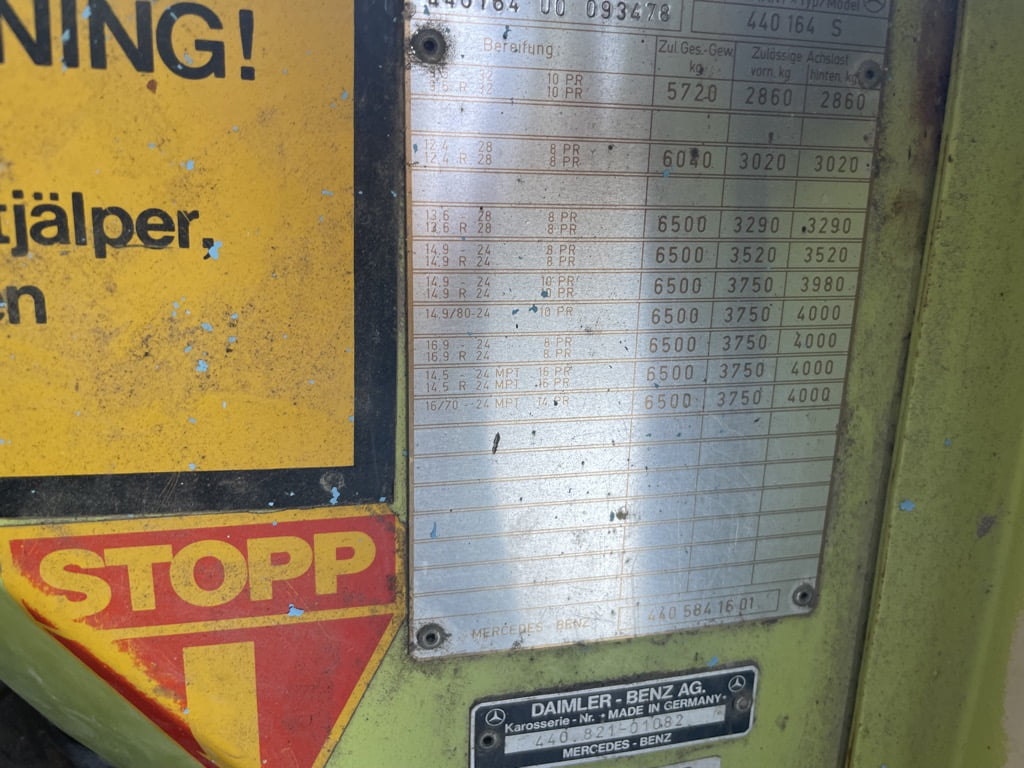 NING!
tjälper,
en
STOPP
440164 00 093478
Typ/Model
440 164 S
Bereifung: Zul.Ges.-Gew. kg Zulässige Achslast vorn, kg hinten, kg
9.5 - 32 10 PR
9.5 R 32 10 PR 5720 2860 2860
12.4 - 28 8 PR
12.4 R 28 8 PR 6040 3020 3020
13.6 - 28 8 PR
13.6 R 28 8 PR 6500 3290 3290
14.9 - 24 8 PR
14.9 R 24 8 PR 6500 3520 3520
14.9 - 24 10 PR
14.9 R 24 10 PR 6500 3750 3980
14.9/80-24 10 PR 6500 3750 4000
16.9 - 24 8 PR
16.9 R 24 8 PR 6500 3750 4000
14.5 - 24 MPT 16 PR
14.5 R 24 MPT 16 PR 6500 3750 4000
16/70-24 MPT 14 PR 6500 3750 4000
MERCEDES-BENZ 440 584 16 01
DAIMLER-BENZ AG.
Karosserie-Nr. MADE IN GERMANY
440.821-01082
MERCEDES-BENZ